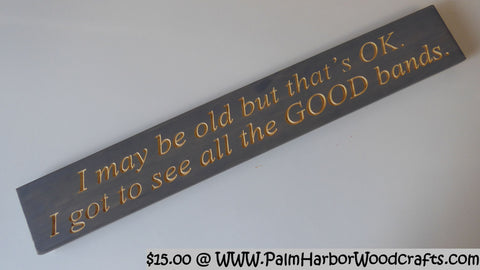 I may be old but that's OK.
I got to see all the GOOD bands.
$15.00 @ WWW.PalmHarborWoodcrafts.com